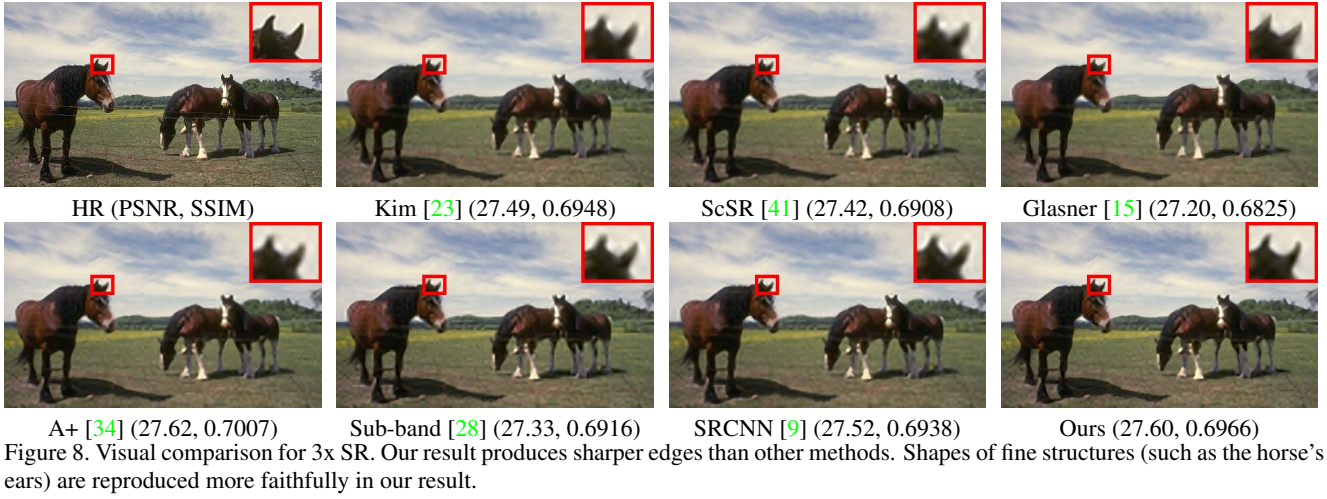 HR (PSNR, SSIM)
Kim [23] (27.49, 0.6948)
ScSR [41] (27.42, 0.6908)
Glasner [15] (27.20, 0.6825)
A+ [34] (27.62, 0.7007)
Sub-band [28] (27.33, 0.6916)
SRCNN [9] (27.52, 0.6938)
Ours (27.60, 0.6966)
Figure 8. Visual comparison for 3x SR. Our result produces sharper edges than other methods. Shapes of fine structures (such as the horse's
ears) are reproduced more faithfully in our result.